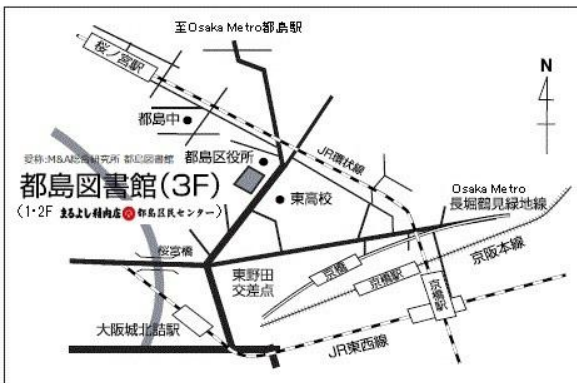 至Osaka Metro都島駅
桜ノ宮駅
N
都島中
JR環状線
愛称:M&A総合研究所 都島図書館
都島区役所
都島図書館(3F)
(1・2F まるよし精肉店 都島区民センター)
東高校
Osaka Metro
長堀鶴見緑地線
京阪本線
桜宮橋
東野田
交差点
京橋
京橋駅
京橋駅
大阪城北詰駅
JR東西線